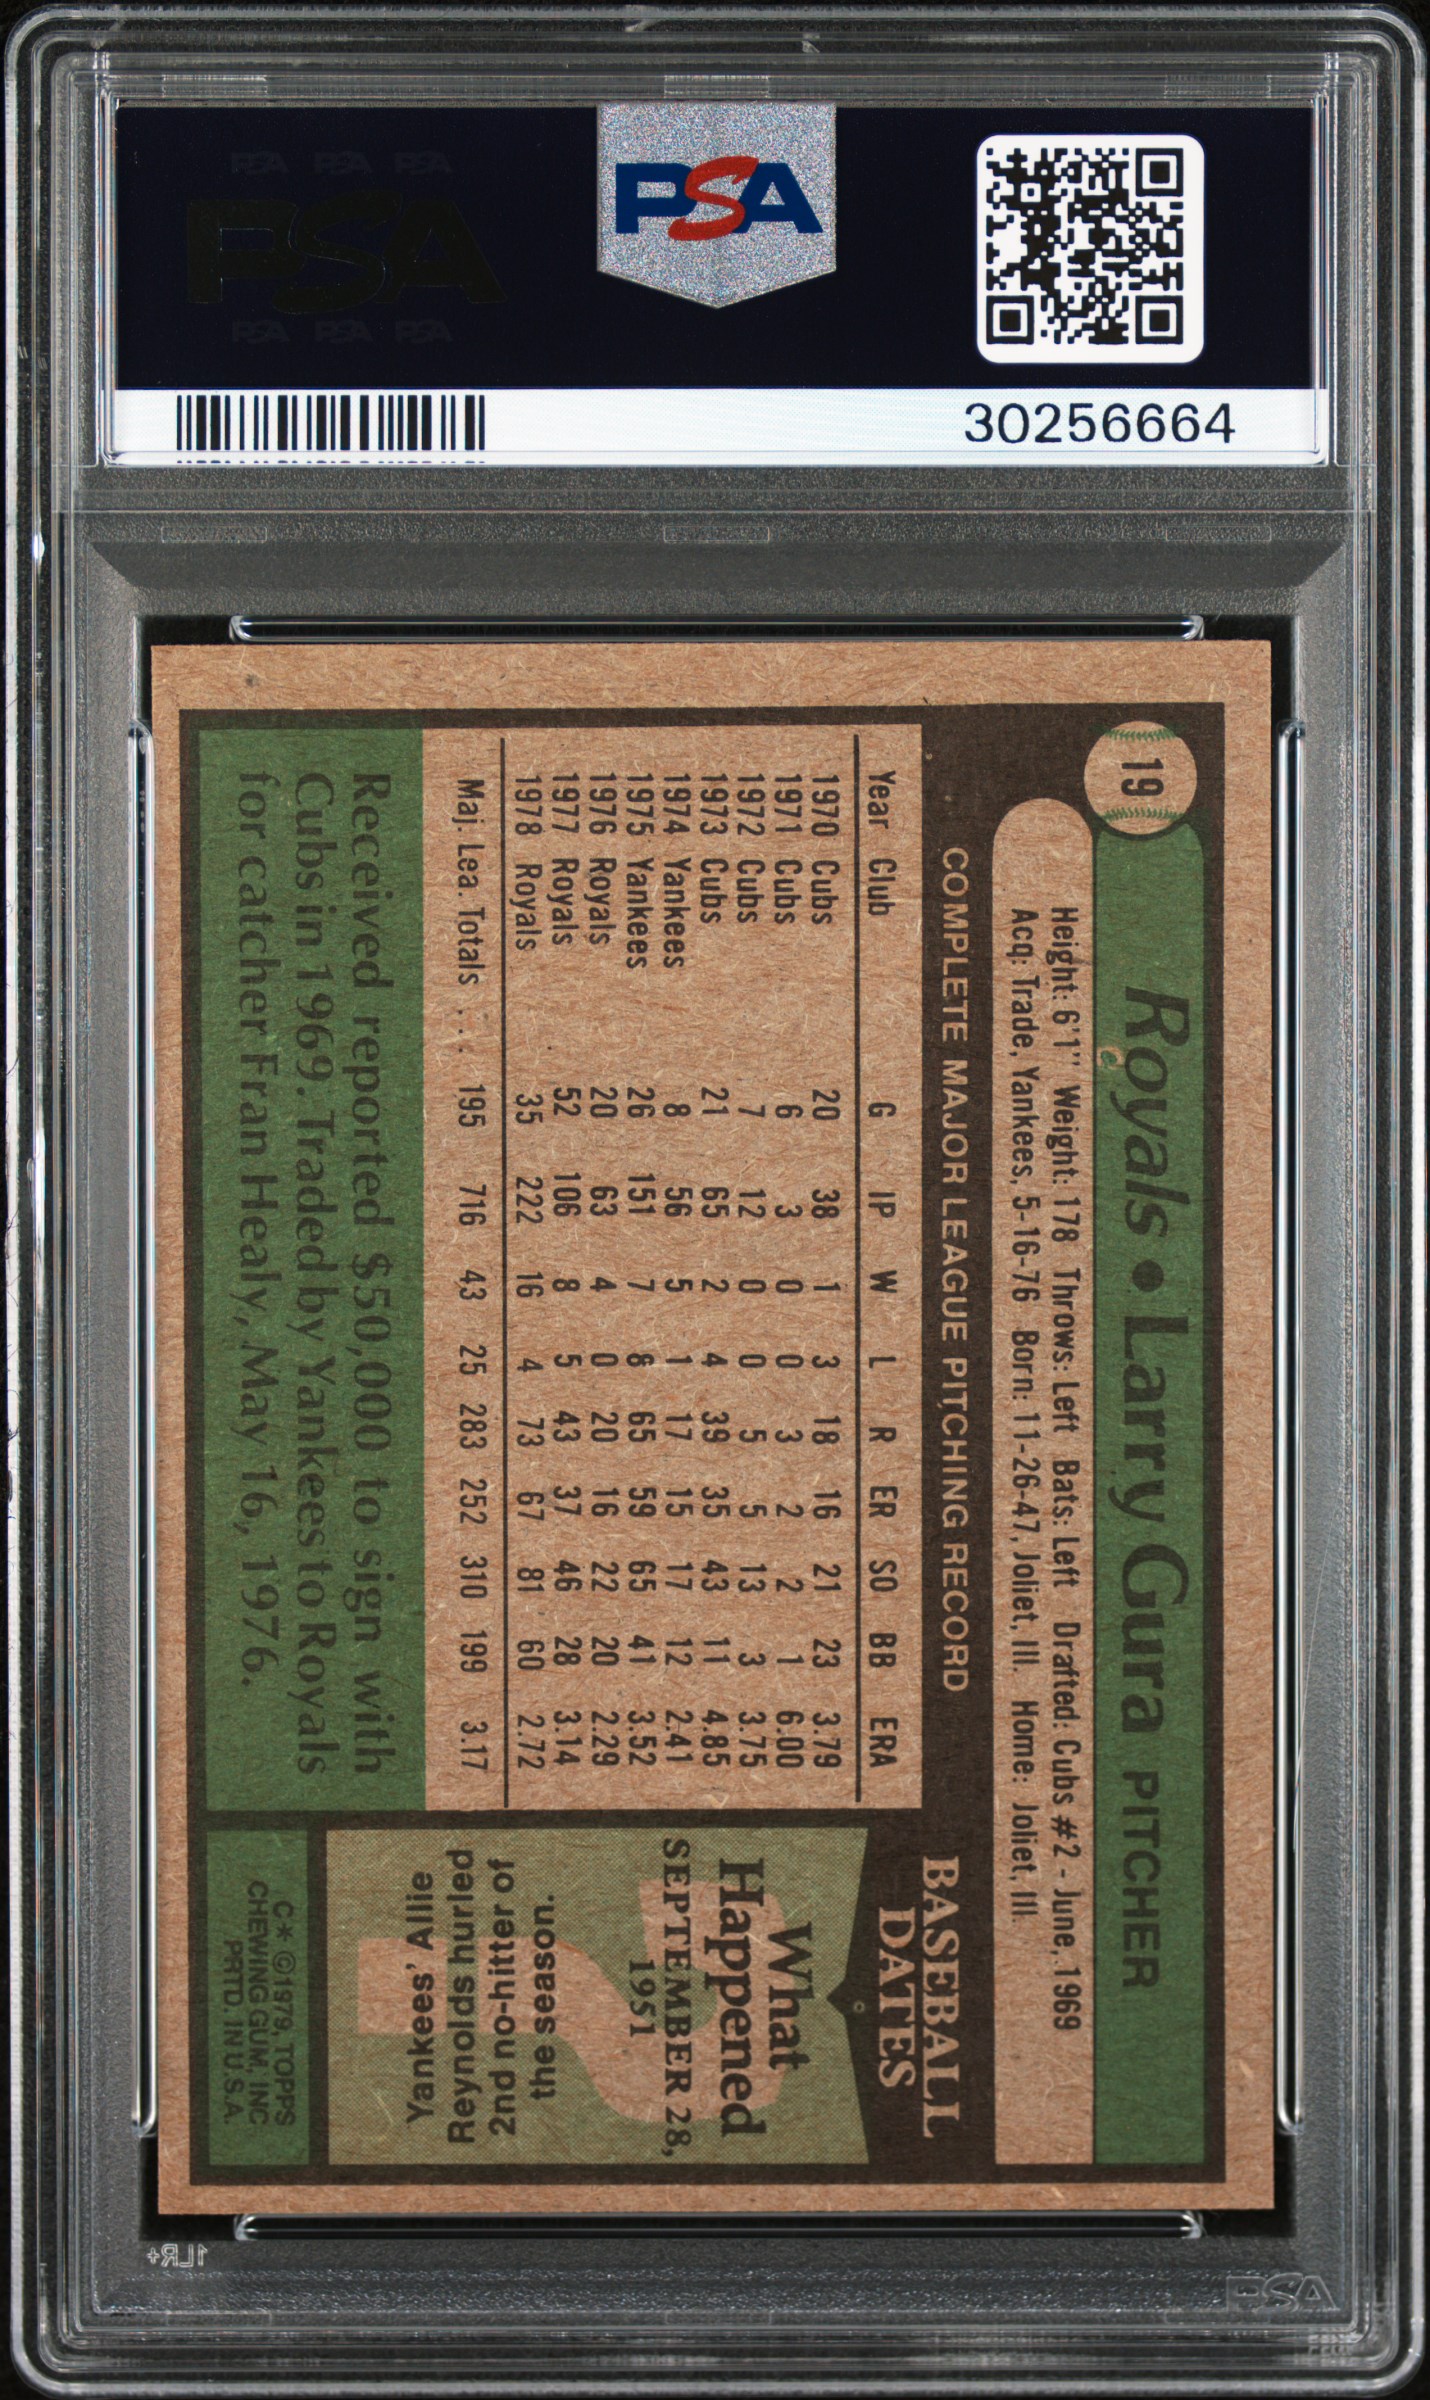 PSA PSA PSA
PSA
PSA PSA PSA
PSA
30256664
19
Royals • Larry Gura PITCHER
Height: 6'1" Weight: 178 Throws: Left Bats: Left Drafted: Cubs #2 - June, 1969
Acq: Trade, Yankees, 5-16-76 Born: 11-26-47, Joliet, Ill. Home: Joliet, Ill.
COMPLETE MAJOR LEAGUE PITCHING RECORD
Year Club G IP W L R ER SO BB ERA
1970 Cubs 20 38 1 3 18 16 21 23 3.79
1971 Cubs 6 3 0 0 3 2 2 1 6.00
1972 Cubs 7 12 0 0 5 5 13 3 3.75
1973 Cubs 21 65 2 4 39 35 43 11 4.85
1974 Yankees 8 56 5 1 17 15 17 12 2.41
1975 Yankees 26 151 7 8 65 59 65 41 3.52
1976 Royals 20 63 4 0 20 16 22 20 2.29
1977 Royals 52 106 8 5 43 37 46 28 3.14
1978 Royals 35 222 16 4 73 67 81 60 2.72
Maj. Lea. Totals ... 195 716 43 25 283 252 310 199 3.17
Received reported $50,000 to sign with
Cubs in 1969. Traded by Yankees to Royals
for catcher Fran Healy, May 16, 1976.
BASEBALL
DATES
What
Happened
SEPTEMBER 28,
1951
?
Yankees' Allie
Reynolds hurled
2nd no-hitter of
the season.
C* ©1979, TOPPS
CHEWING GUM, INC.
PRTD. IN U.S.A.
1LR+
PSA